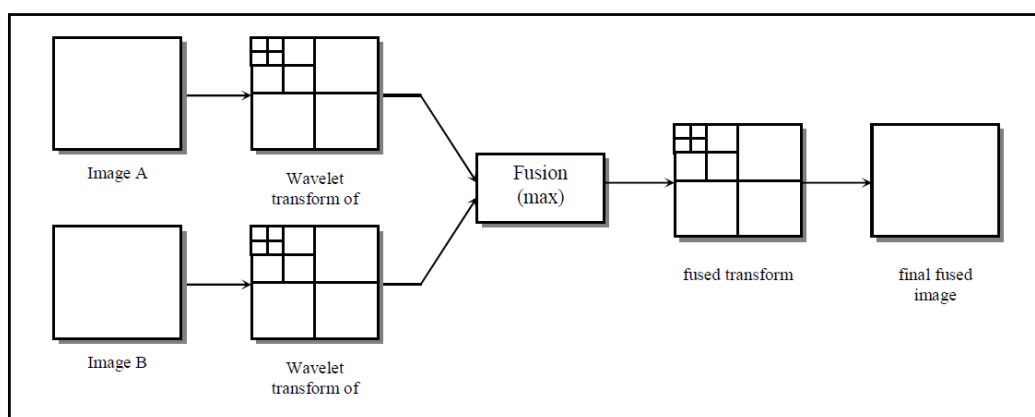 Image A
Wavelet
transform of
Fusion
(max)
fused transform
final fused
image
Image B
Wavelet
transform of